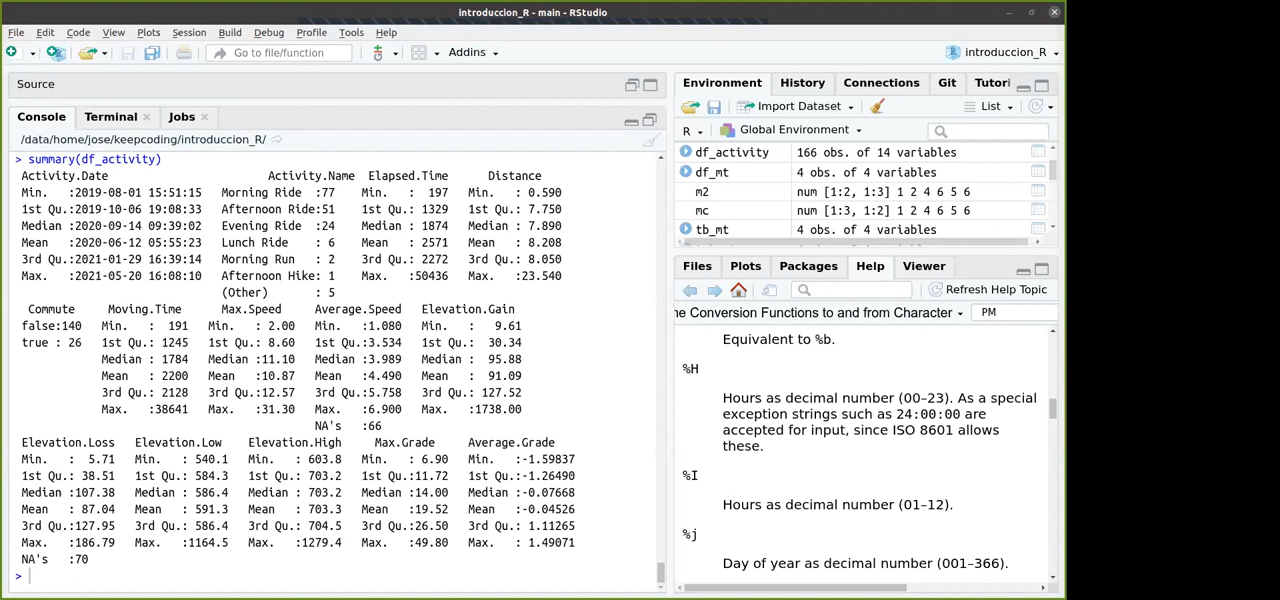 introduccion_R - main - RStudio
File Edit Code View Plots Session Build Debug Profile Tools Help
Go to file/function Addins introduccion_R
Source
Console Terminal Jobs
/data/home/jose/keepcoding/introduccion_R/
> summary(df_activity)
Activity.Date Activity.Name Elapsed.Time Distance
Min. :2019-08-01 15:51:15 Morning Ride :77 Min. : 197 Min. : 0.590
1st Qu.:2019-10-06 19:08:33 Afternoon Ride:51 1st Qu.: 1329 1st Qu.: 7.750
Median :2020-09-14 09:39:02 Evening Ride :24 Median : 1874 Median : 7.890
Mean :2020-06-12 05:55:23 Lunch Ride : 6 Mean : 2571 Mean : 8.208
3rd Qu.:2021-01-29 16:39:14 Morning Run : 2 3rd Qu.: 2272 3rd Qu.: 8.050
Max. :2021-05-20 16:08:10 Afternoon Hike: 1 Max. :50436 Max. :23.540
(Other) : 5
Commute Moving.Time Max.Speed Average.Speed Elevation.Gain
false:140 Min. : 191 Min. : 2.00 Min. :1.080 Min. : 9.61
true : 26 1st Qu.: 1245 1st Qu.: 8.60 1st Qu.:3.534 1st Qu.: 30.34
Median : 1784 Median :11.10 Median :3.989 Median : 95.88
Mean : 2200 Mean :10.87 Mean :4.490 Mean : 91.09
3rd Qu.: 2128 3rd Qu.:12.57 3rd Qu.:5.758 3rd Qu.: 127.52
Max. :38641 Max. :31.30 Max. :6.900 Max. :1738.00
NA's :66
Elevation.Loss Elevation.Low Elevation.High Max.Grade Average.Grade
Min. : 5.71 Min. : 540.1 Min. : 603.8 Min. : 6.90 Min. :-1.59837
1st Qu.: 38.51 1st Qu.: 584.3 1st Qu.: 703.2 1st Qu.:11.72 1st Qu.:-1.26490
Median :107.38 Median : 586.4 Median : 703.2 Median :14.00 Median :-0.07668
Mean : 87.04 Mean : 591.3 Mean : 703.3 Mean :19.52 Mean :-0.04526
3rd Qu.:127.95 3rd Qu.: 586.4 3rd Qu.: 704.5 3rd Qu.:26.50 3rd Qu.: 1.11265
Max. :186.79 Max. :1164.5 Max. :1279.4 Max. :49.80 Max. : 1.49071
NA's :70
>
Environment History Connections Git Tutori
Import Dataset List
R Global Environment
df_activity 166 obs. of 14 variables
df_mt 4 obs. of 4 variables
m2 num [1:2, 1:3] 1 2 4 6 5 6
mc num [1:3, 1:2] 1 2 4 6 5 6
tb_mt 4 obs. of 4 variables
Files Plots Packages Help Viewer
Refresh Help Topic
ne Conversion Functions to and from Character PM
Equivalent to %b.
%H
Hours as decimal number (00–23). As a special
exception strings such as 24:00:00 are
accepted for input, since ISO 8601 allows
these.
%I
Hours as decimal number (01–12).
%j
Day of year as decimal number (001–366).